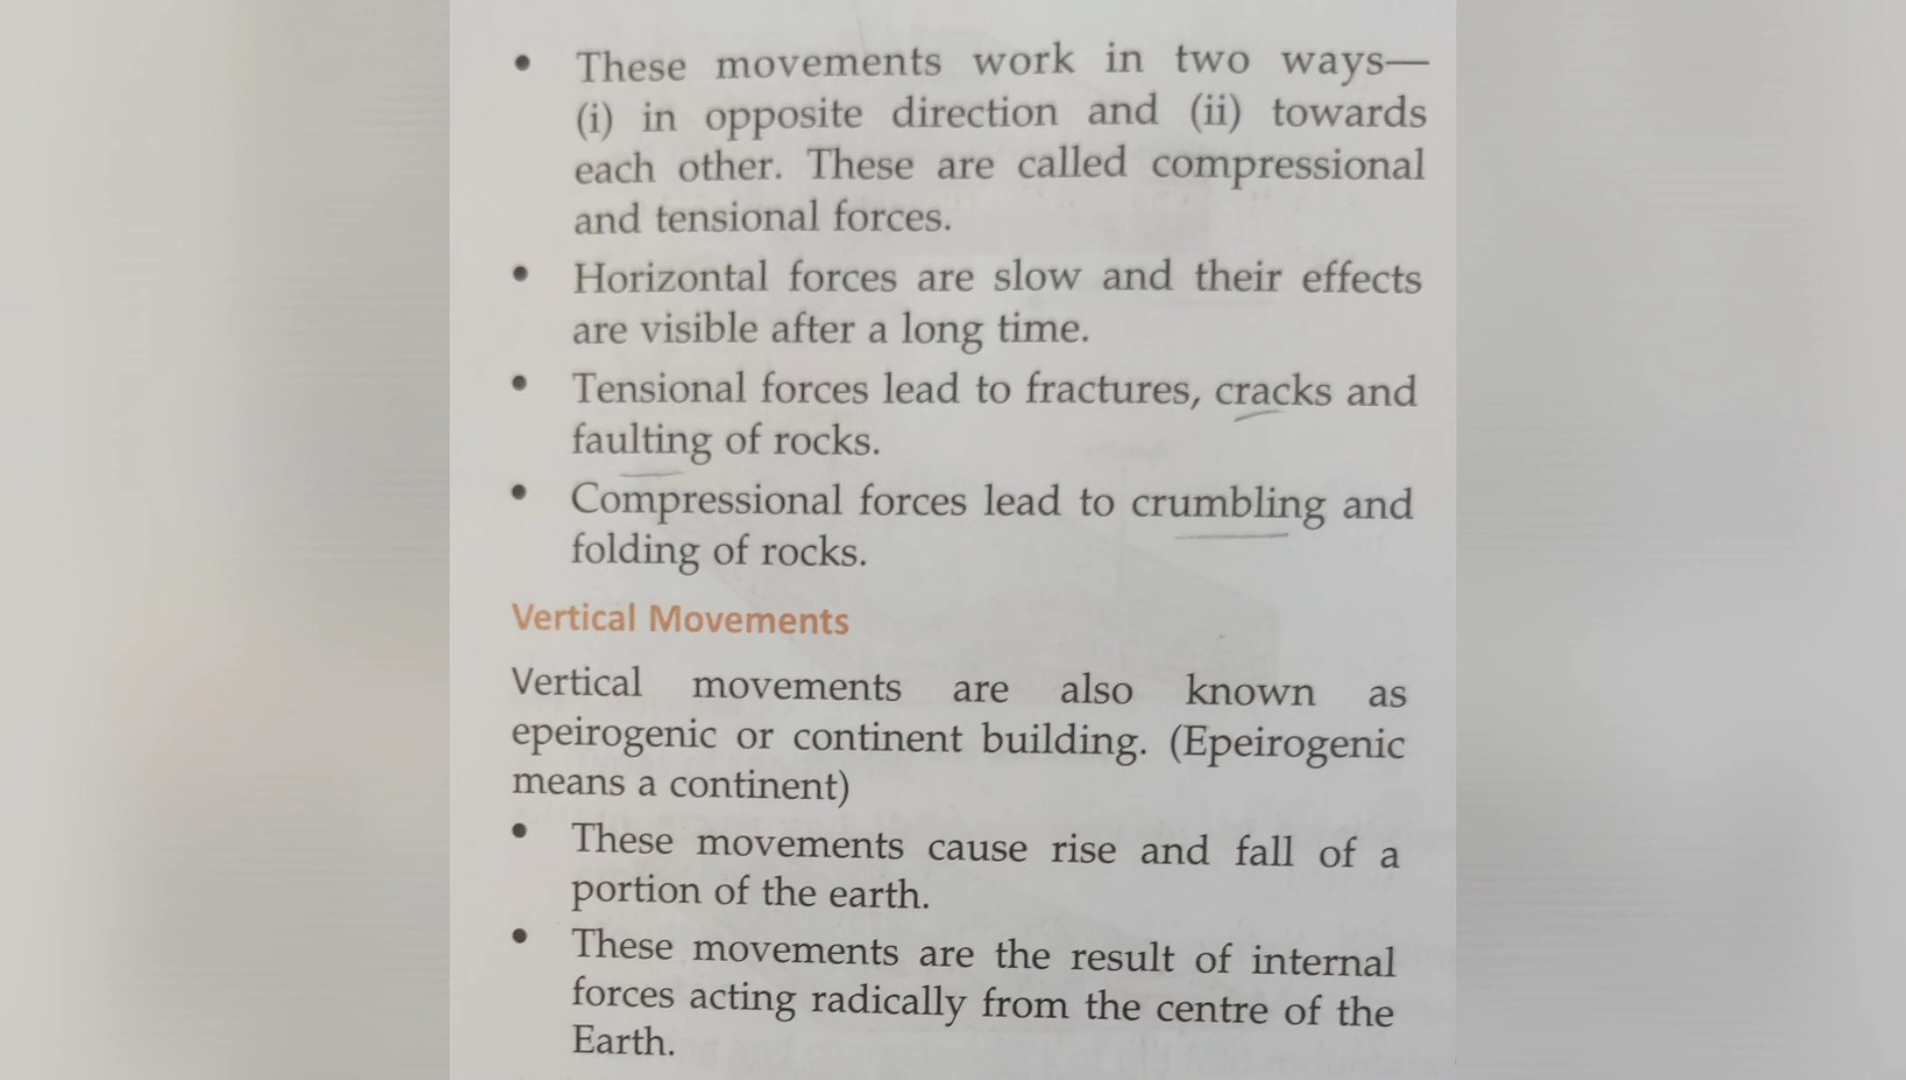 • These movements work in two ways—
(i) in opposite direction and (ii) towards
each other. These are called compressional
and tensional forces.
• Horizontal forces are slow and their effects
are visible after a long time.
• Tensional forces lead to fractures, cracks and
faulting of rocks.
• Compressional forces lead to crumbling and
folding of rocks.
Vertical Movements
Vertical movements are also known as
epeirogenic or continent building. (Epeirogenic
means a continent)
• These movements cause rise and fall of a
portion of the earth.
• These movements are the result of internal
forces acting radically from the centre of the
Earth.